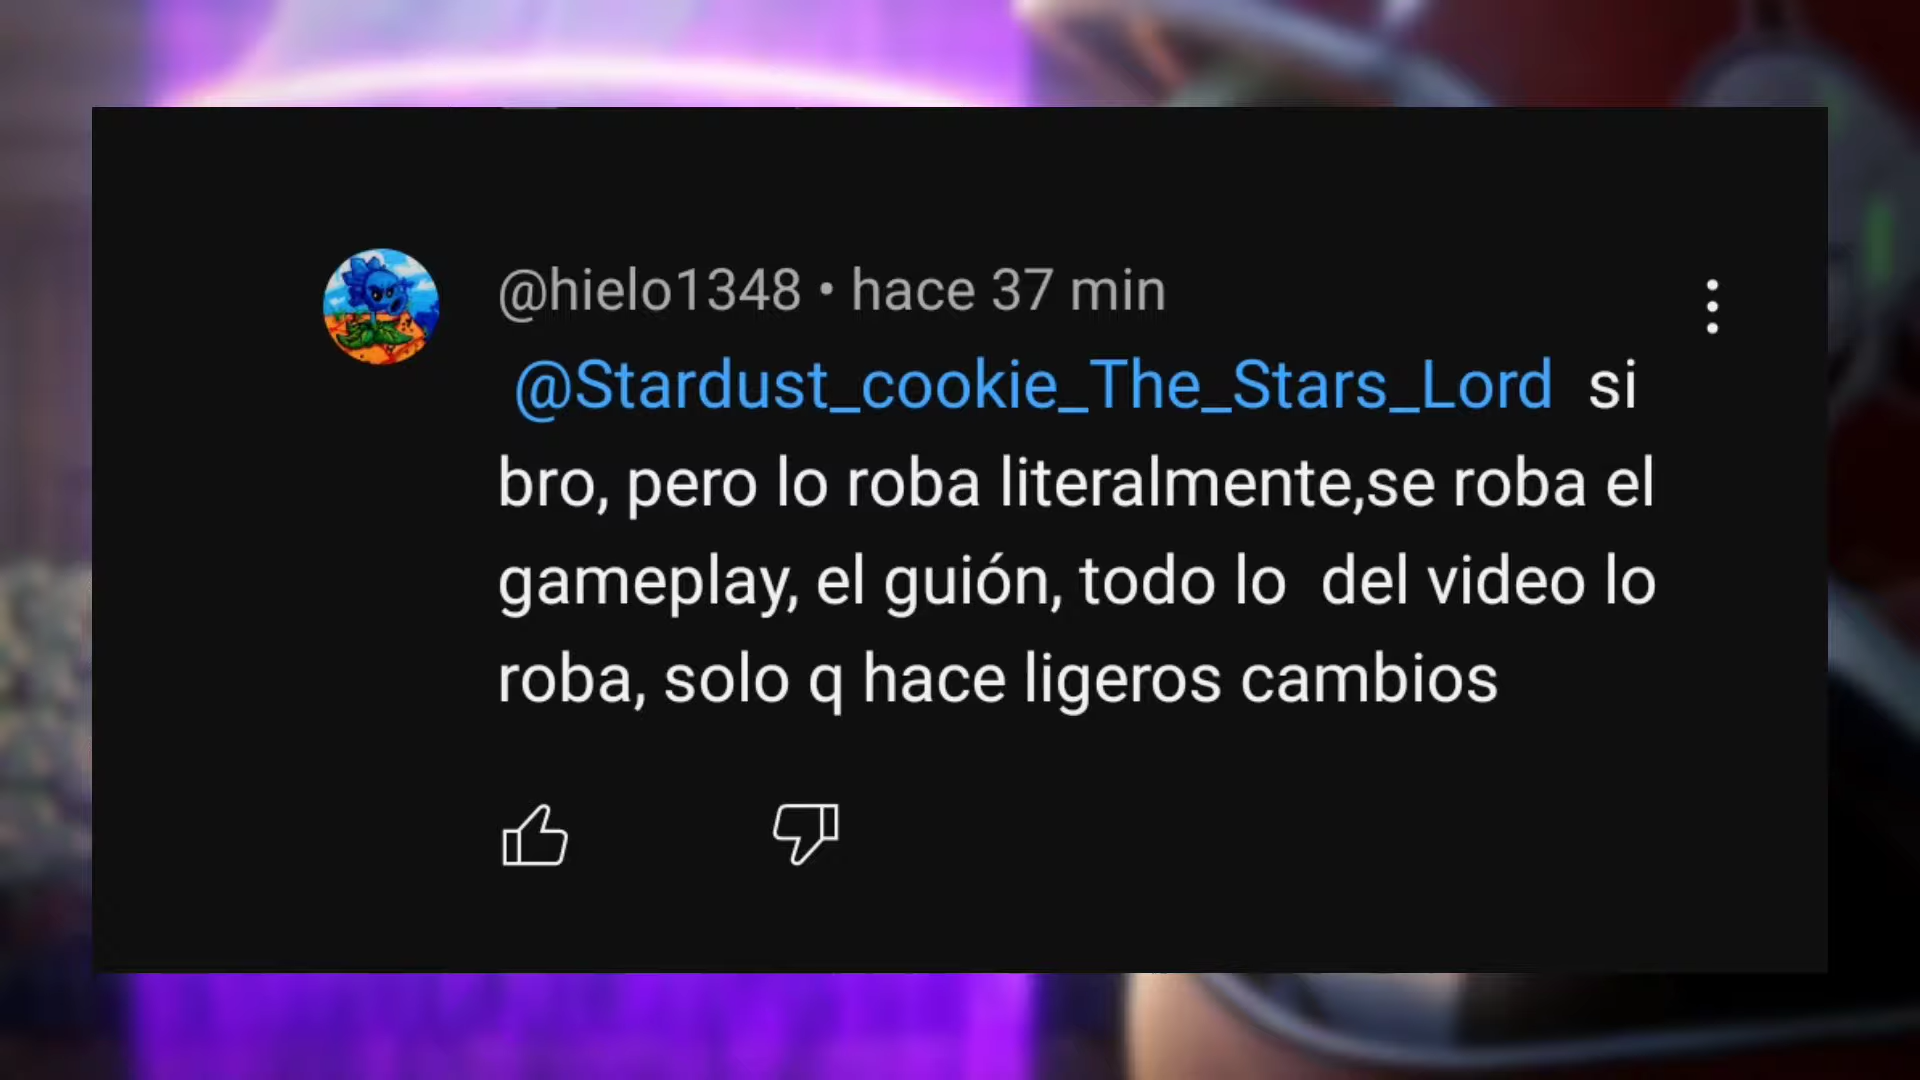 @hielo1348 • hace 37 min
@Stardust_cookie_The_Stars_Lord si
bro, pero lo roba literalmente,se roba el
gameplay, el guión, todo lo  del video lo
roba, solo q hace ligeros cambios